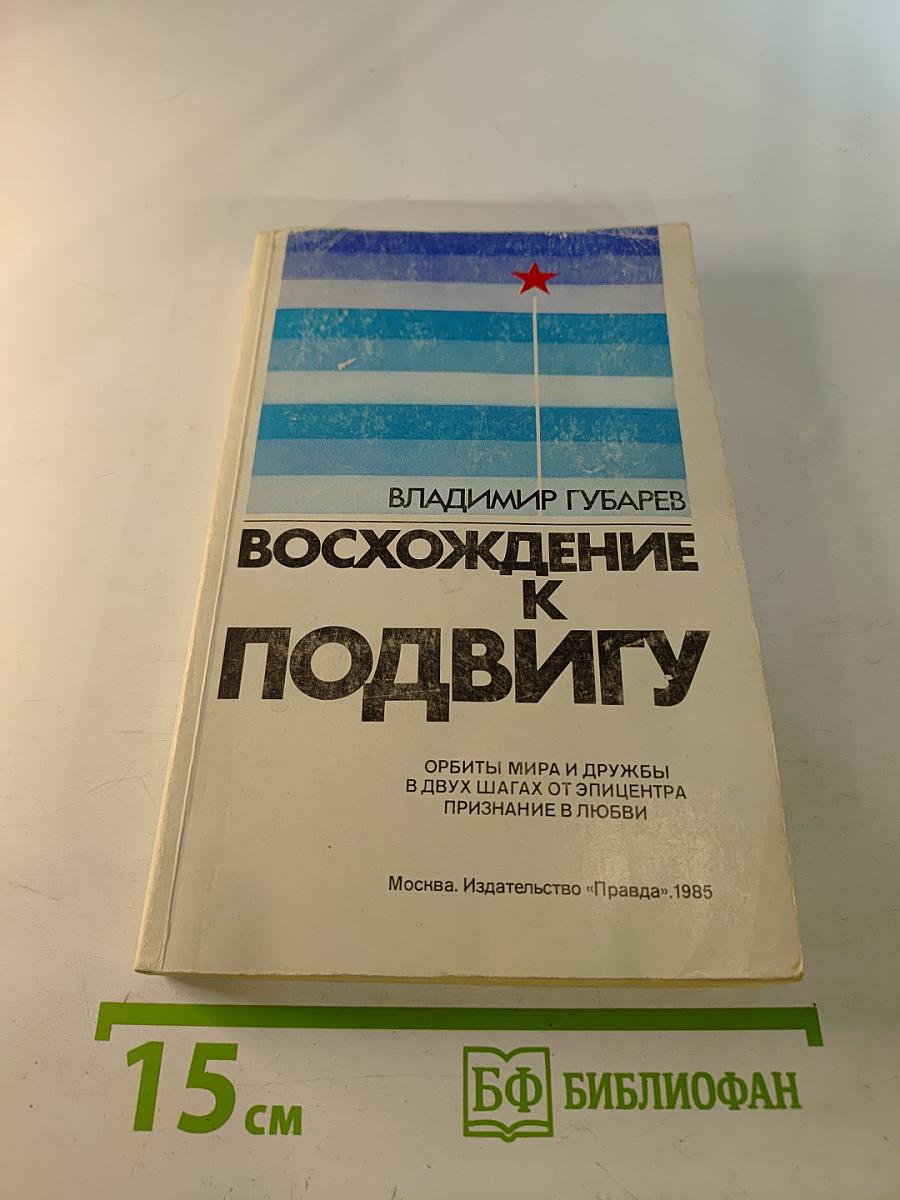 ВЛАДИМИР ГУБАРЕВ
ВОСХОЖДЕНИЕ
К
ПОДВИГУ
ОРБИТЫ МИРА И ДРУЖБЫ
В ДВУХ ШАГАХ ОТ ЭПИЦЕНТРА
ПРИЗНАНИЕ В ЛЮБВИ
Москва. Издательство «Правда».1985
15 см
БФ БИБЛИОФАН